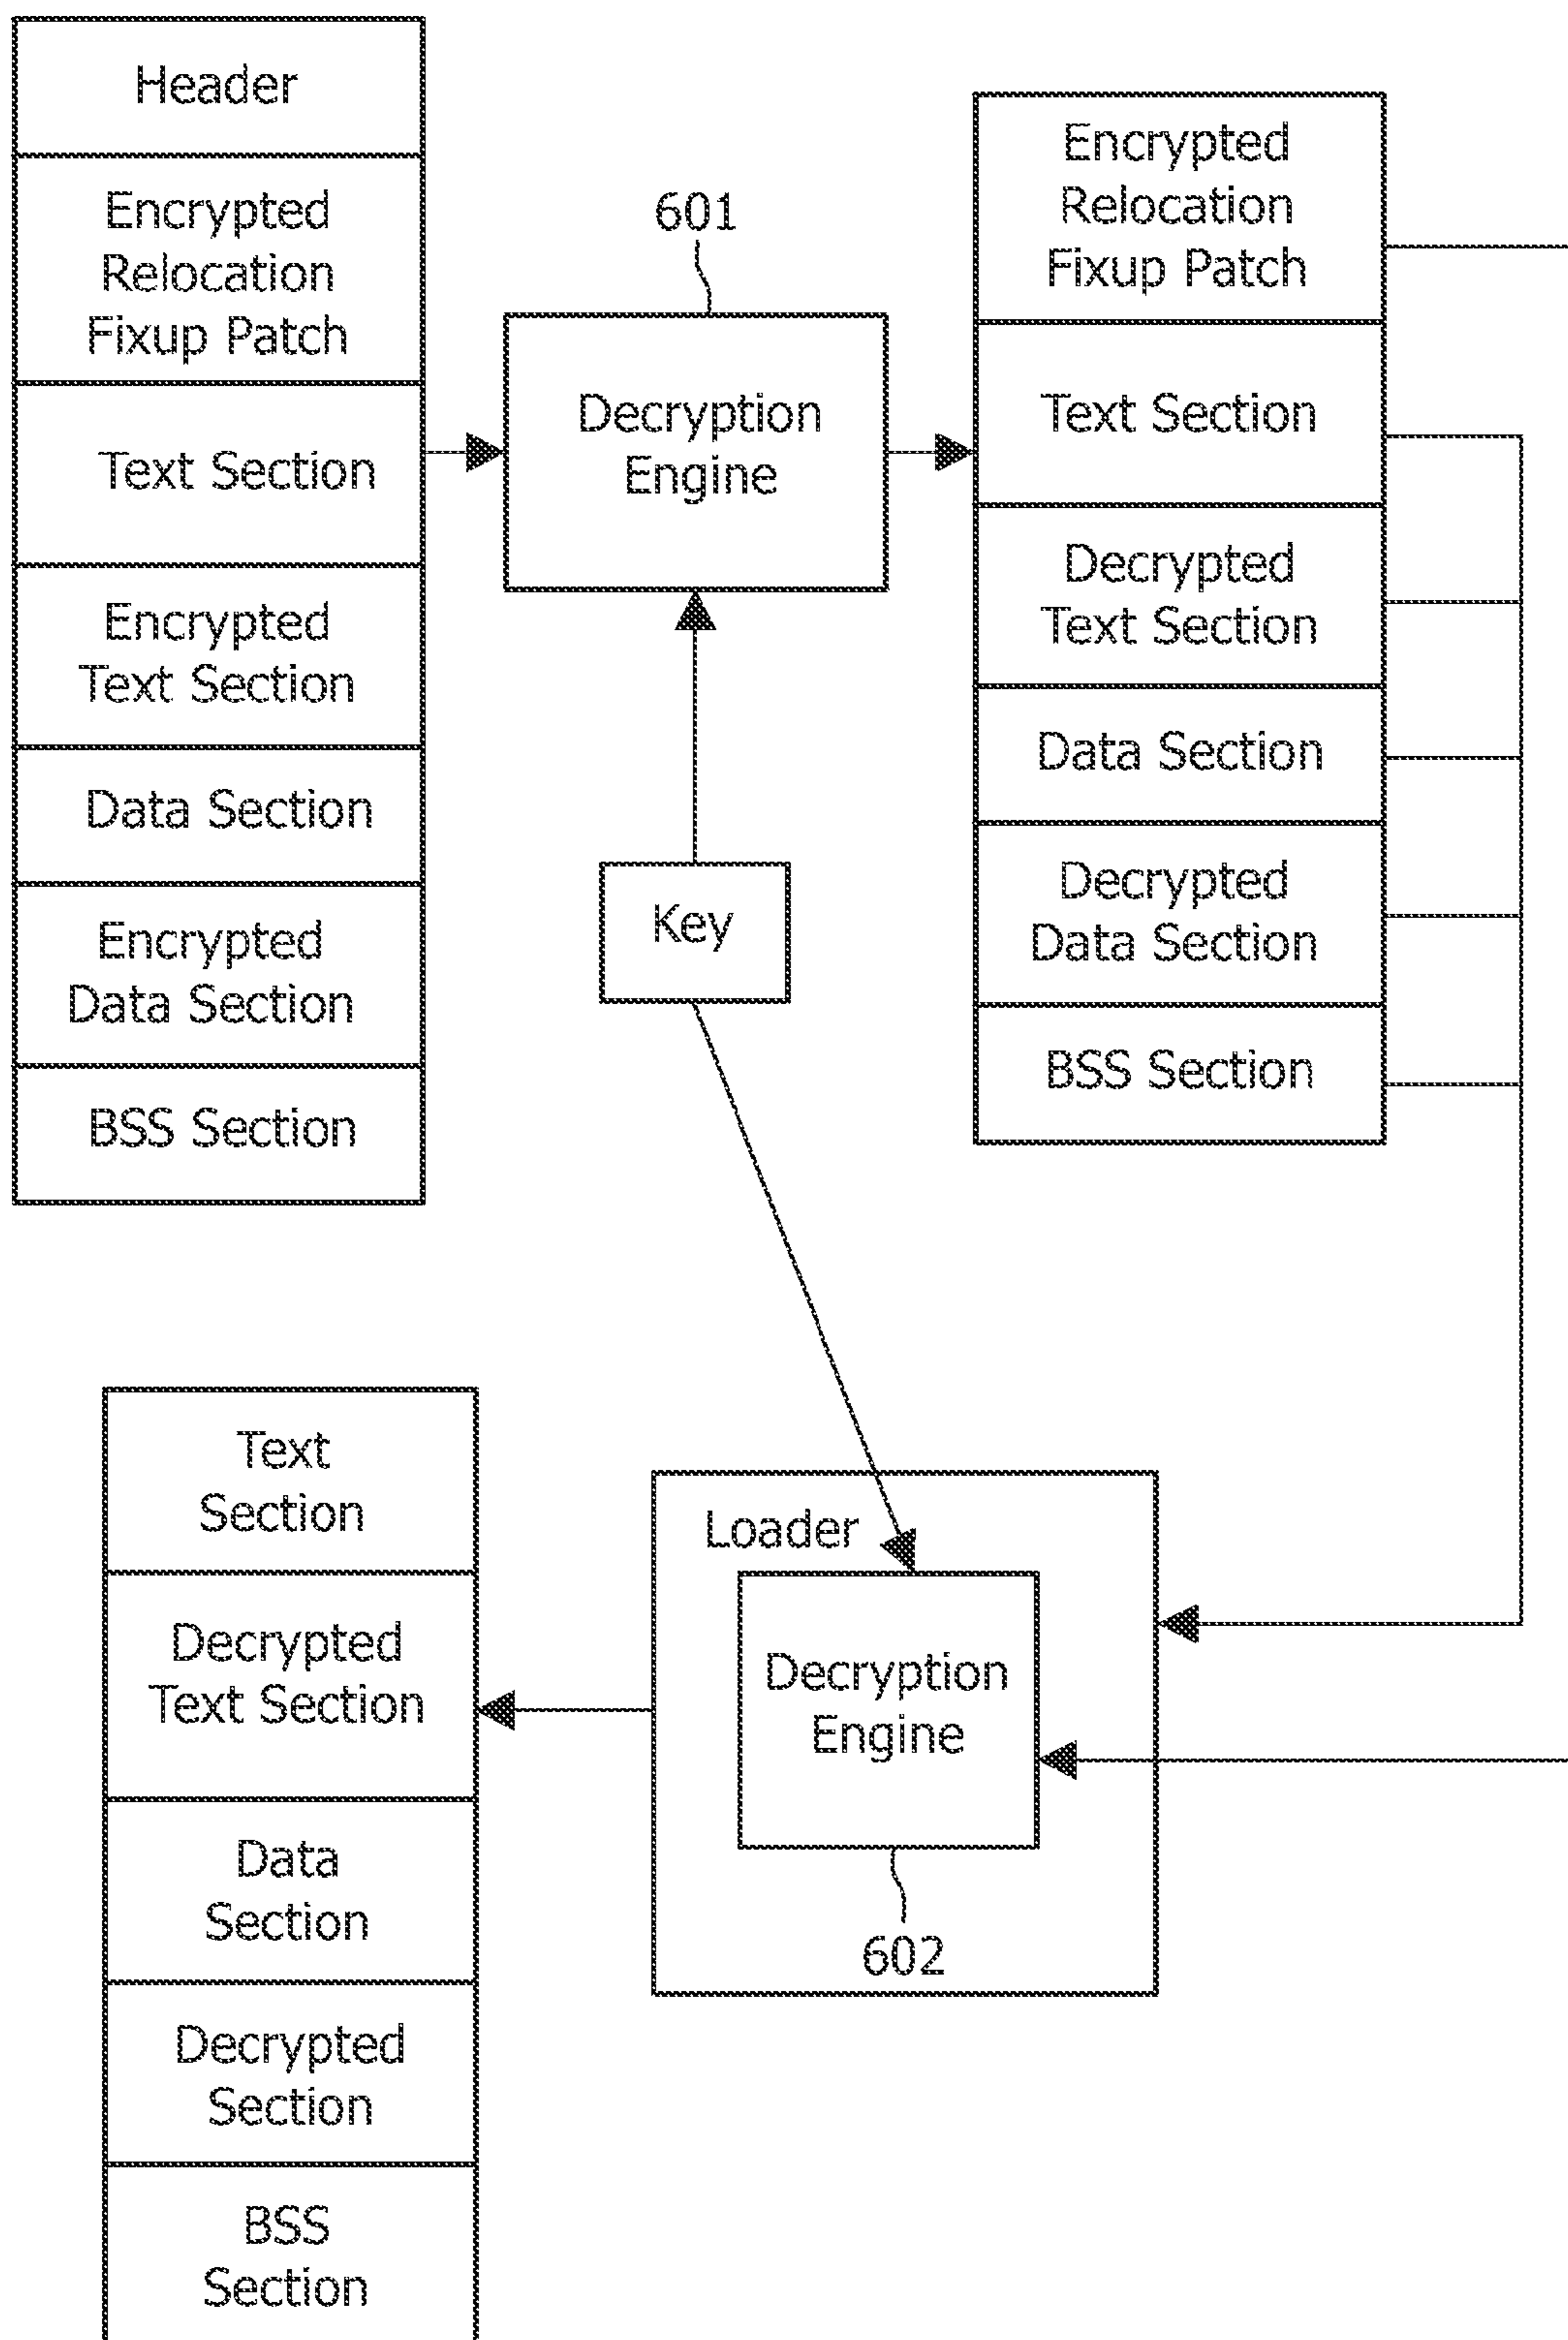 Header
Encrypted
Relocation
Fixup Patch
Text Section
Encrypted
Text Section
Data Section
Encrypted
Data Section
BSS Section
601
Decryption
Engine
Key
Encrypted
Relocation
Fixup Patch
Text Section
Decrypted
Text Section
Data Section
Decrypted
Data Section
BSS Section
Loader
Decryption
Engine
602
Text
Section
Decrypted
Text Section
Data
Section
Decrypted
Section
BSS
Section